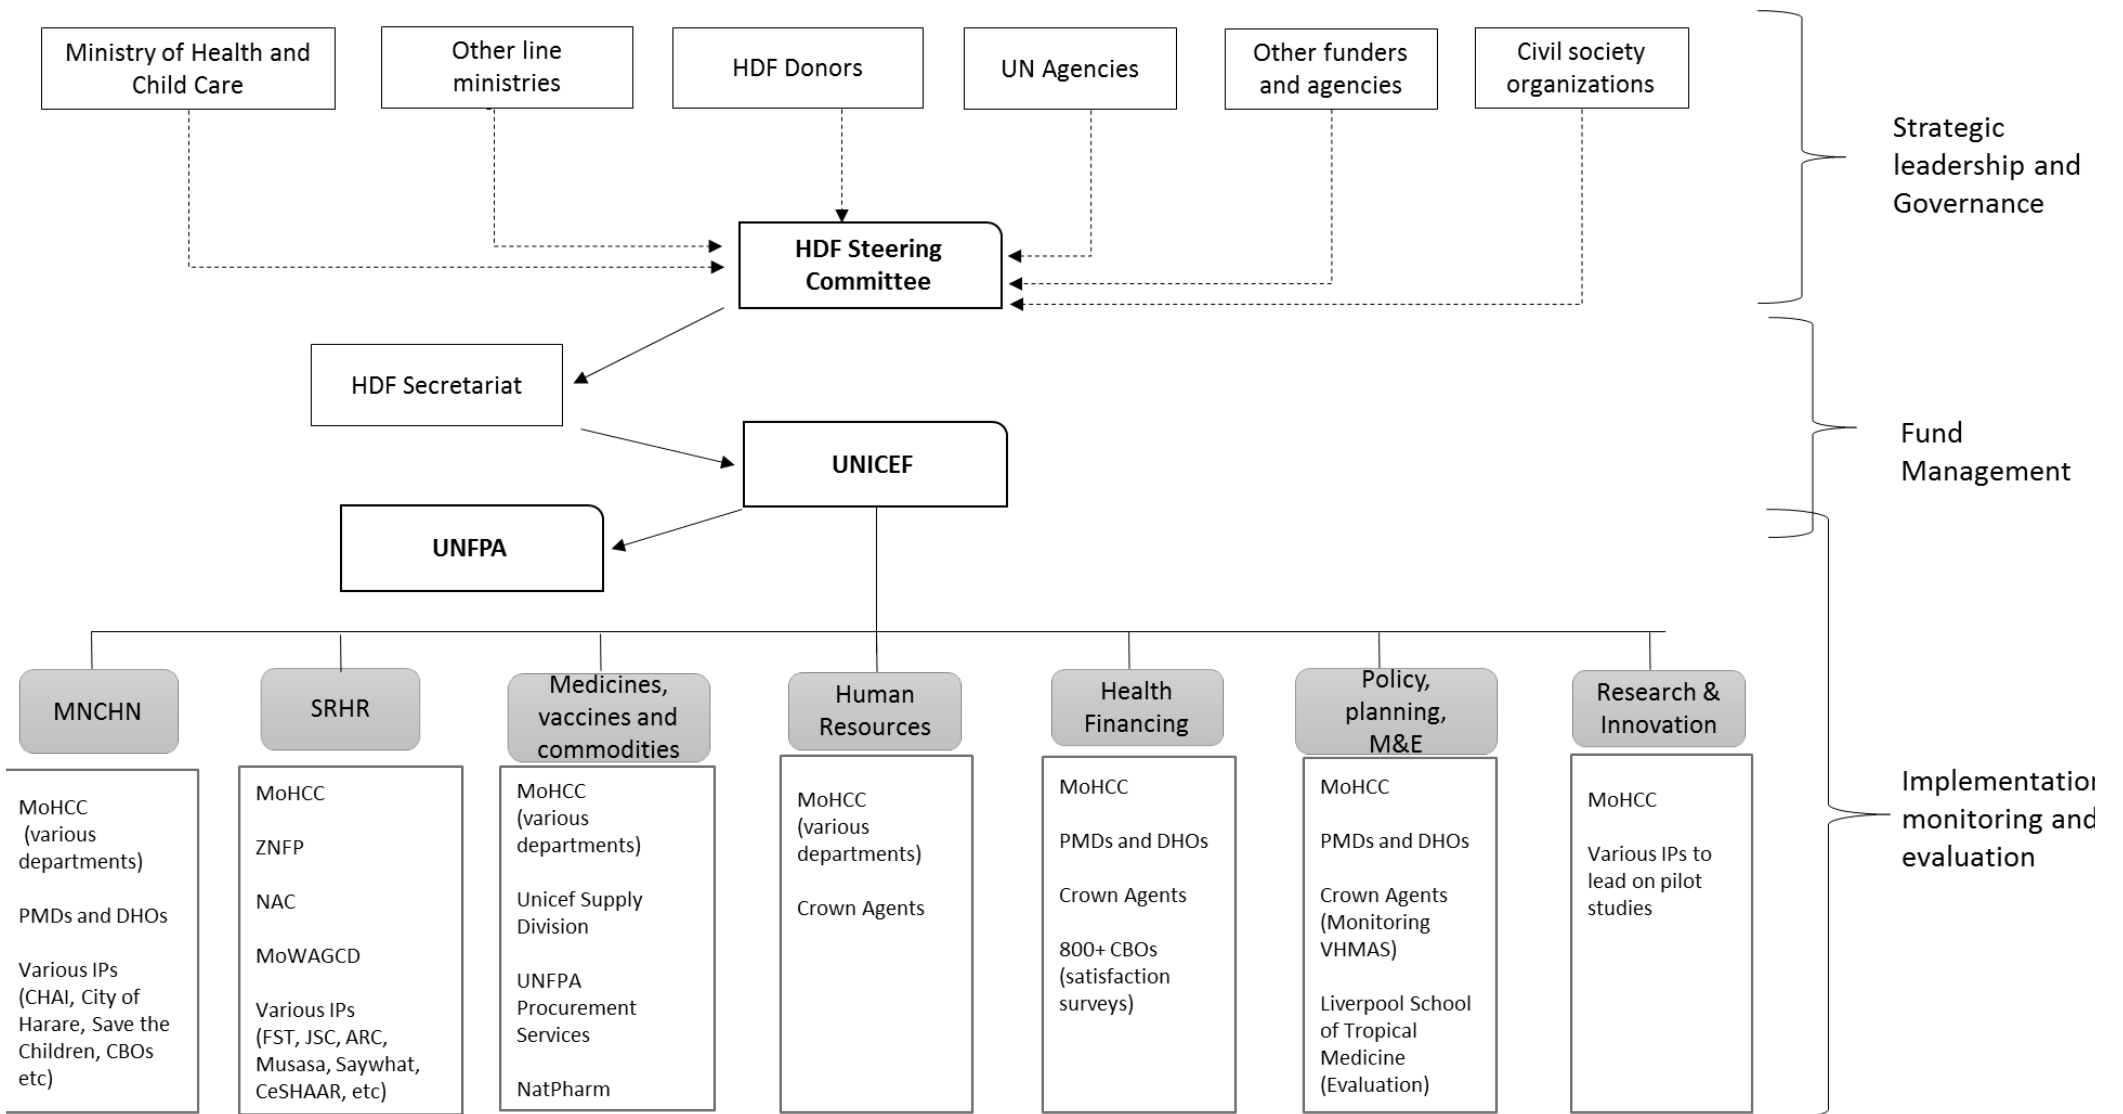 Ministry of Health and
Child Care
Other line
ministries
HDF Donors
UN Agencies
Other funders
and agencies
Civil society
organizations
Strategic
leadership and
Governance
HDF Steering
Committee
HDF Secretariat
UNICEF
Fund
Management
UNFPA
MNCHN
SRHR
Medicines,
vaccines and
commodities
Human
Resources
Health
Financing
Policy,
planning,
M&E
Research &
Innovation
MoHCC
(various
departments)
PMDs and DHOs
Various IPs
(CHAI, City of
Harare, Save the
Children, CBOs
etc)
MoHCC
ZNFP
NAC
MoWAGCD
Various IPs
(FST, JSC, ARC,
Musasa, Saywhat,
CeSHAAR, etc)
MoHCC
(various
departments)
Unicef Supply
Division
UNFPA
Procurement
Services
NatPharm
MoHCC
(various
departments)
Crown Agents
MoHCC
PMDs and DHOs
Crown Agents
800+ CBOs
(satisfaction
surveys)
MoHCC
PMDs and DHOs
Crown Agents
(Monitoring
VHMAS)
Liverpool School
of Tropical
Medicine
(Evaluation)
MoHCC
Various IPs to
lead on pilot
studies
Implementation
monitoring and
evaluation